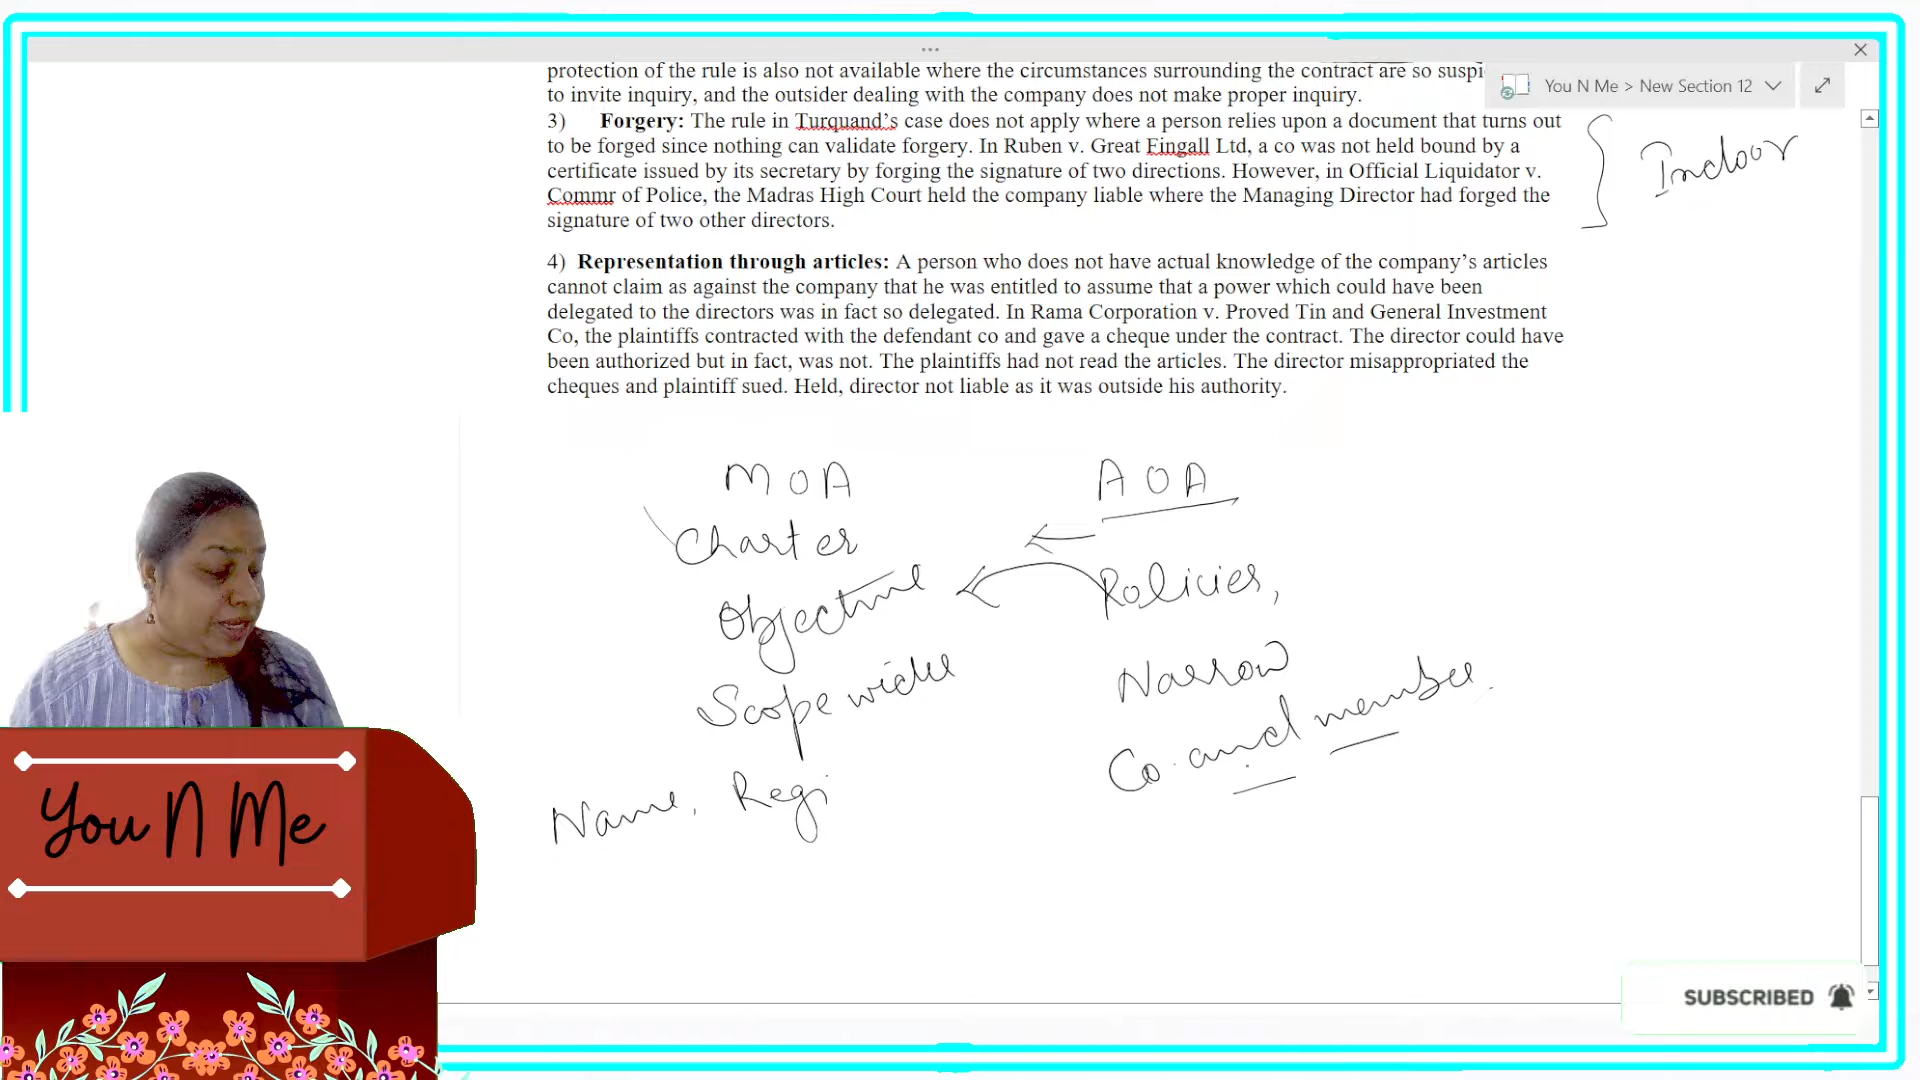 ...
protection of the rule is also not available where the circumstances surrounding the contract are so suspi
to invite inquiry, and the outsider dealing with the company does not make proper inquiry.
You N Me > New Section 12
3) Forgery: The rule in Turquand’s case does not apply where a person relies upon a document that turns out
to be forged since nothing can validate forgery. In Ruben v. Great Fingall Ltd, a co was not held bound by a
certificate issued by its secretary by forging the signature of two directions. However, in Official Liquidator v.
Commr of Police, the Madras High Court held the company liable where the Managing Director had forged the
signature of two other directors.
Indoor
4) Representation through articles: A person who does not have actual knowledge of the company’s articles
cannot claim as against the company that he was entitled to assume that a power which could have been
delegated to the directors was in fact so delegated. In Rama Corporation v. Proved Tin and General Investment
Co, the plaintiffs contracted with the defendant co and gave a cheque under the contract. The director could have
been authorized but in fact, was not. The plaintiffs had not read the articles. The director misappropriated the
cheques and plaintiff sued. Held, director not liable as it was outside his authority.
MOA
Charter
Objective
Scope wider
Name, Regi
AOA
Policies,
Narrow
Co. and member
You N Me
SUBSCRIBED